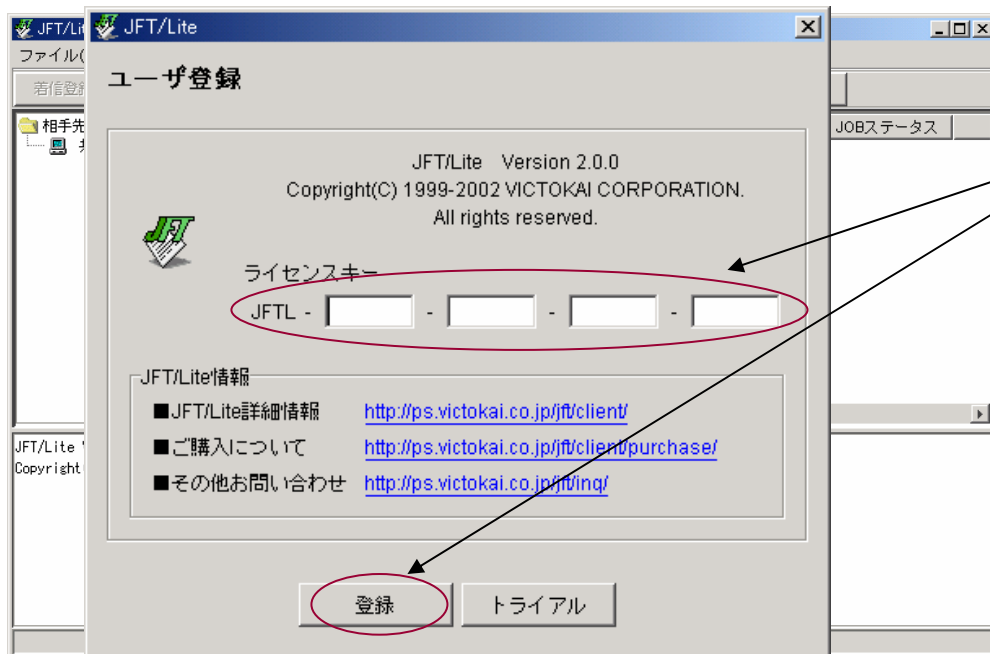 JFT/Lit
JFT/Lite
ファイル(
着信登録
ユーザ登録
相手先
JOBステータス
JFT/Lite Version 2.0.0
Copyright(C) 1999-2002 VICTOKAI CORPORATION.
All rights reserved.
JFT
ライセンスキー
JFTL - - - -
JFT/Lite情報
■JFT/Lite詳細情報 http://ps.victokai.co.jp/jft/client/
■ご購入について http://ps.victokai.co.jp/jft/client/purchase/
■その他お問い合わせ http://ps.victokai.co.jp/jft/inq/
JFT/Lite
Copyright
登録 トライアル